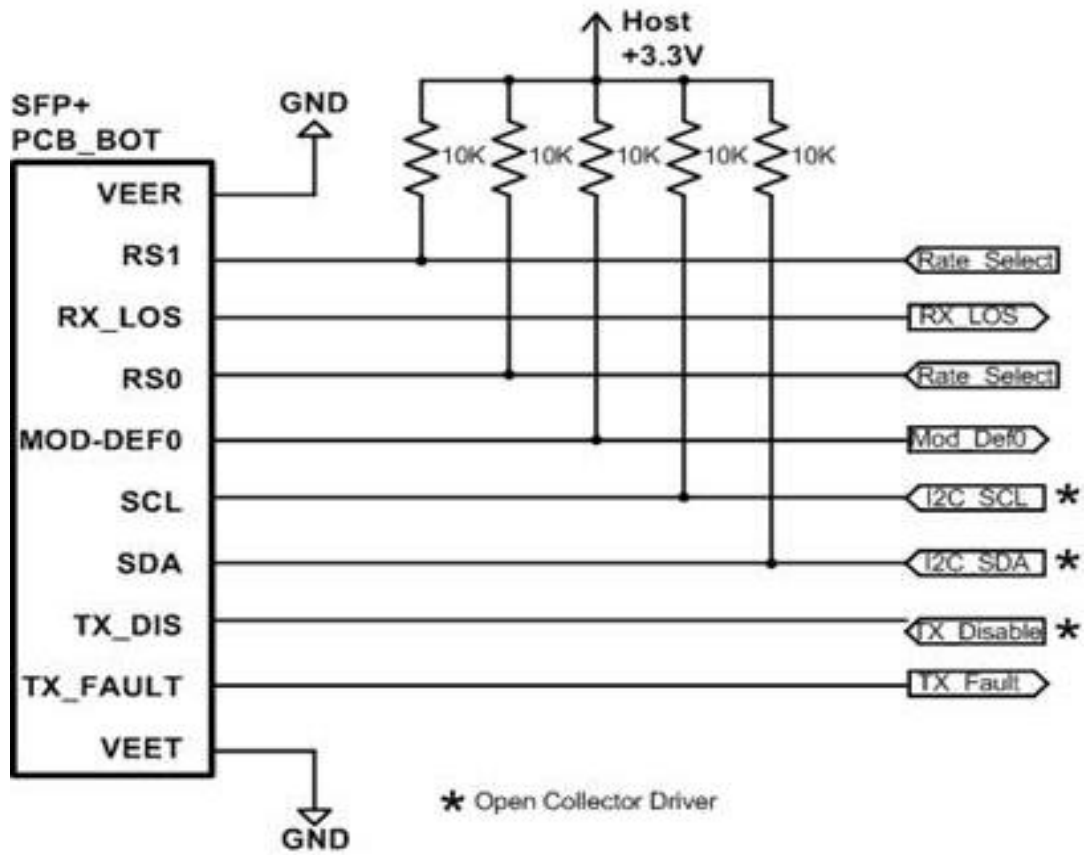 Host
+3.3V
SFP+
PCB_BOT
GND
10K 10K 10K 10K 10K
VEER
RS1
Rate_Select
RX_LOS
RX_LOS
RS0
Rate_Select
MOD-DEF0
Mod_Def0
SCL
I2C_SCL *
SDA
I2C_SDA *
TX_DIS
TX_Disable *
TX_FAULT
TX_Fault
VEET
* Open Collector Driver
GND